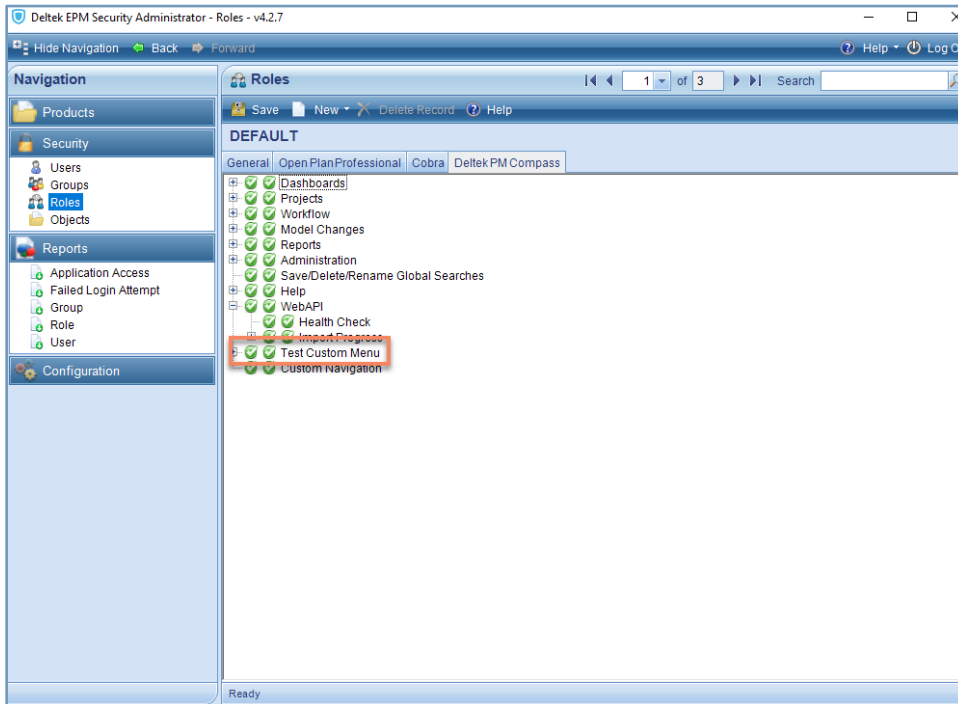 Deltek EPM Security Administrator - Roles - v4.2.7
Hide Navigation Back Forward Help Log O
Navigation
Products
Security
Users
Groups
Roles
Objects
Reports
Application Access
Failed Login Attempt
Group
Role
User
Configuration
Roles 1 of 3 Search
Save New Delete Record Help
DEFAULT
General Open Plan Professional Cobra Deltek PM Compass
Dashboards
Projects
Workflow
Model Changes
Reports
Administration
Save/Delete/Rename Global Searches
Help
WebAPI
Health Check
Import Progress
Test Custom Menu
Custom Navigation
Ready